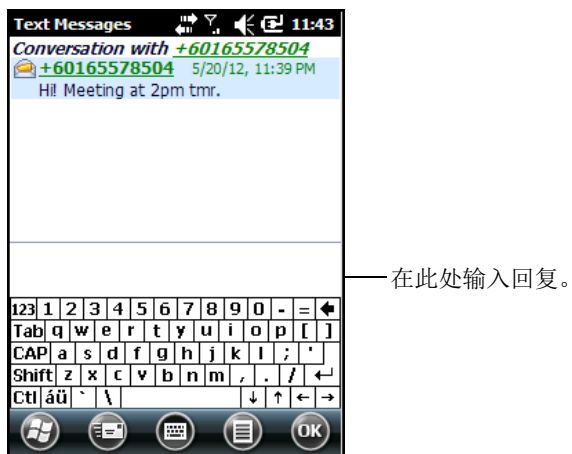 Text Messages 11:43
Conversation with +60165578504
+60165578504 5/20/12, 11:39 PM
Hi! Meeting at 2pm tmr.
在此处输入回复。
123 1 2 3 4 5 6 7 8 9 0 - =
Tab q w e r t y u i o p [ ]
CAP a s d f g h j k l ; '
Shift z x c v b n m , . /
Ctl áü ` \ ↓ ↑ ← →
OK